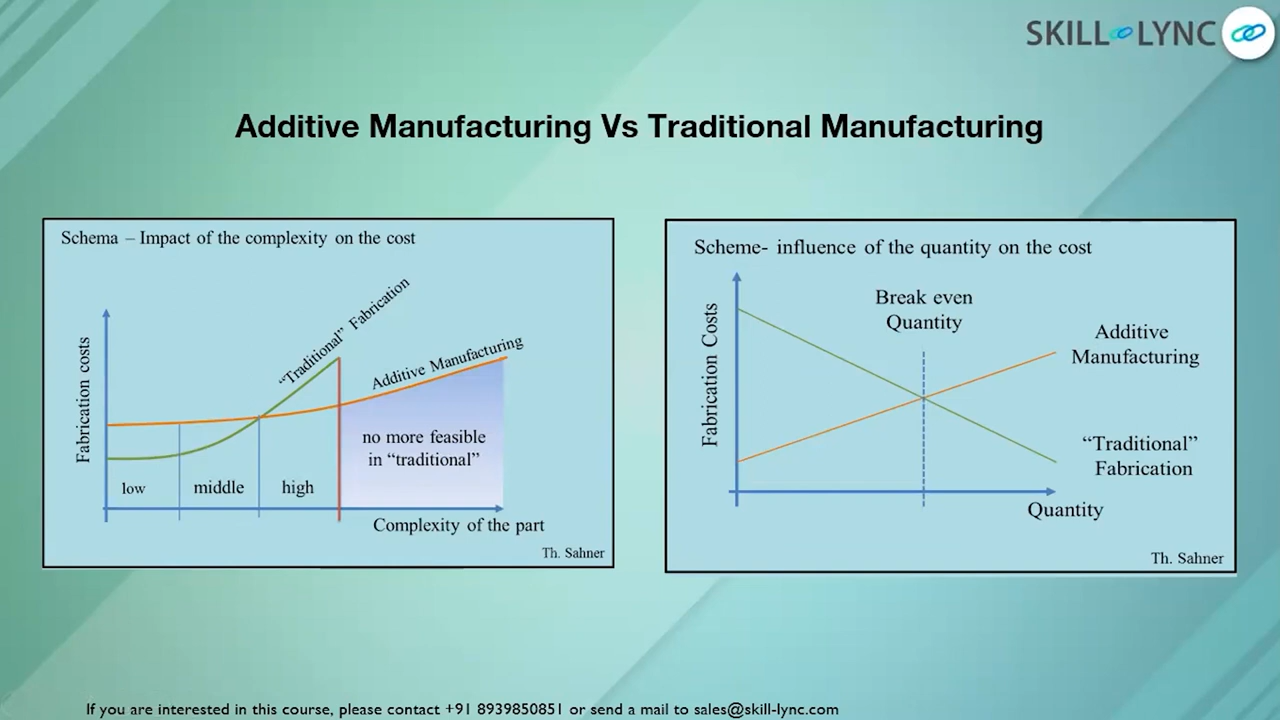 SKILL LYNC
Additive Manufacturing Vs Traditional Manufacturing
Schema – Impact of the complexity on the cost
Fabrication costs
“Traditional” Fabrication
Additive Manufacturing
no more feasible
in “traditional”
low
middle
high
Complexity of the part
Th. Sahner
Scheme- influence of the quantity on the cost
Fabrication Costs
Break even
Quantity
Additive
Manufacturing
“Traditional”
Fabrication
Quantity
Th. Sahner
If you are interested in this course, please contact +91 8939850851 or send a mail to sales@skill-lync.com